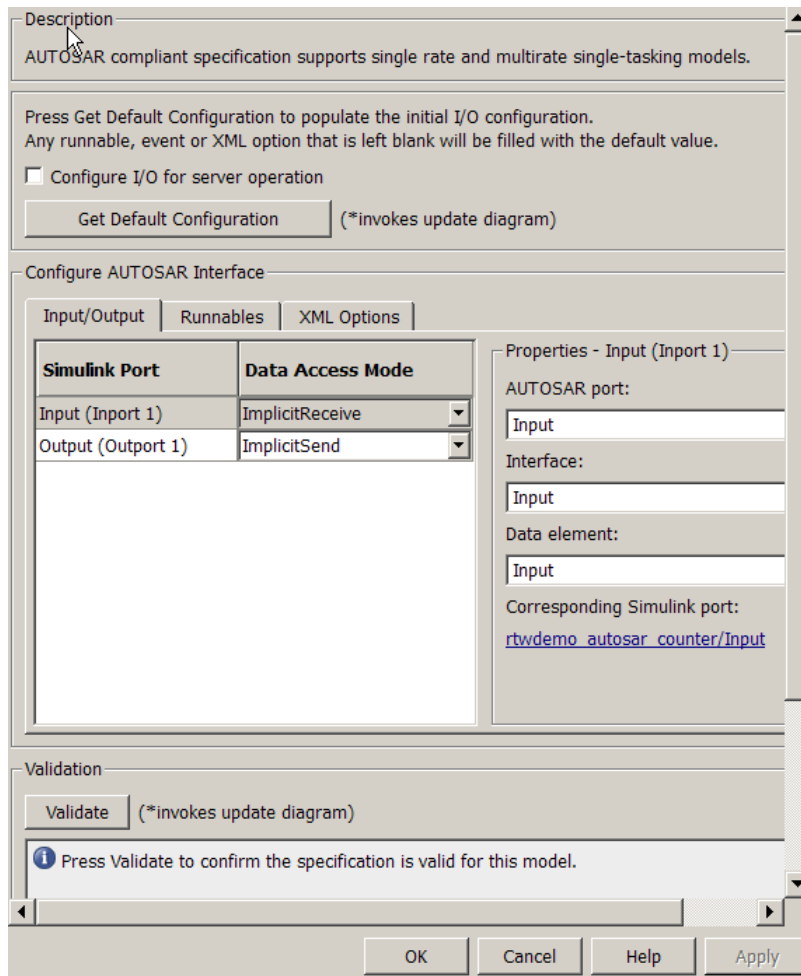 Description
AUTOSAR compliant specification supports single rate and multirate single-tasking models.
Press Get Default Configuration to populate the initial I/O configuration.
Any runnable, event or XML option that is left blank will be filled with the default value.
Configure I/O for server operation
Get Default Configuration (*invokes update diagram)
Configure AUTOSAR Interface
Input/Output Runnables XML Options
Simulink Port Data Access Mode
Input (Inport 1) ImplicitReceive
Output (Outport 1) ImplicitSend
Properties - Input (Inport 1)
AUTOSAR port:
Input
Interface:
Input
Data element:
Input
Corresponding Simulink port:
rtwdemo_autosar_counter/Input
Validation
Validate (*invokes update diagram)
Press Validate to confirm the specification is valid for this model.
OK Cancel Help Apply